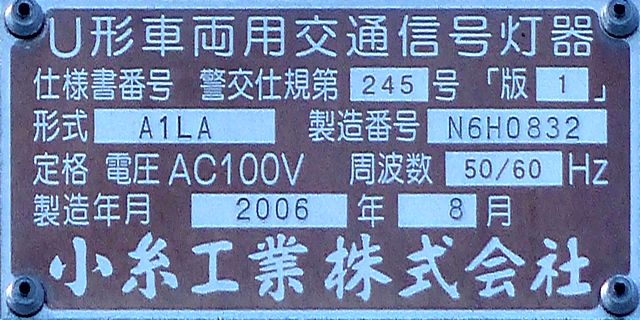 U形車両用交通信号灯器
仕様書番号 警交仕規第 245 号 「版 1 」
形式 A1LA 製造番号 N6H0832
定格 電圧 AC100V 周波数 50/60 Hz
製造年月 2006 年 8 月
小糸工業株式会社